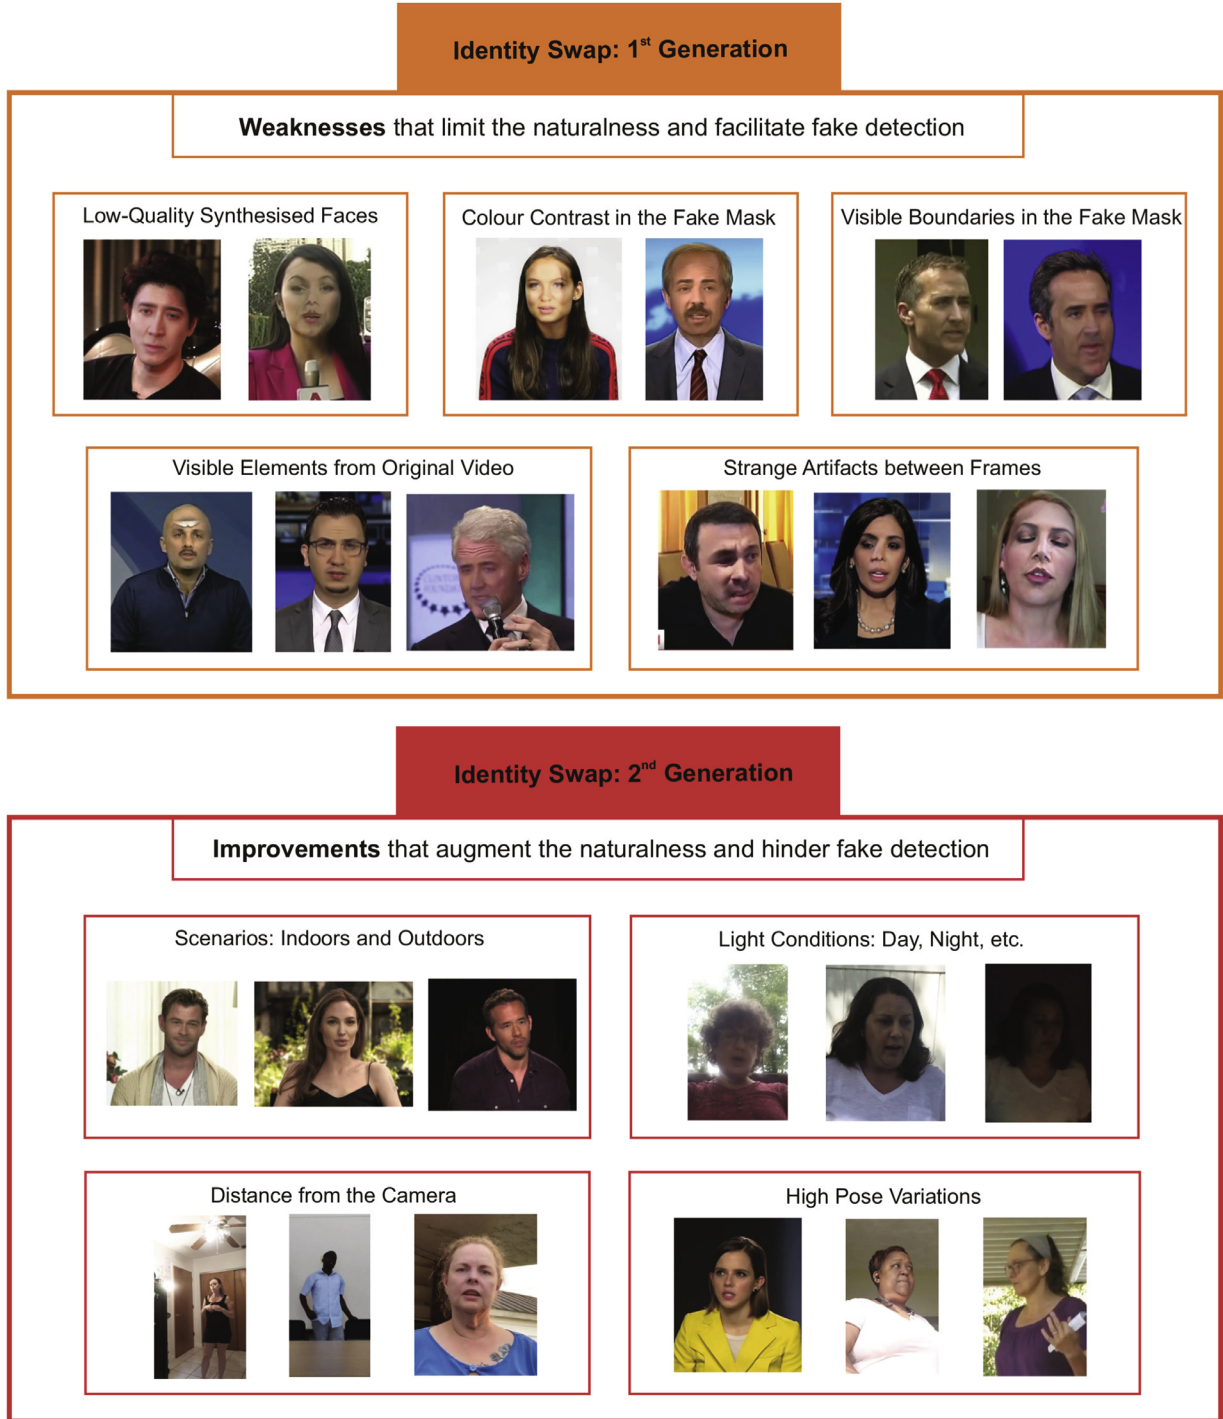 Identity Swap: 1st Generation
Weaknesses that limit the naturalness and facilitate fake detection
Low-Quality Synthesised Faces
Colour Contrast in the Fake Mask
Visible Boundaries in the Fake Mask
Visible Elements from Original Video
Strange Artifacts between Frames
Identity Swap: 2nd Generation
Improvements that augment the naturalness and hinder fake detection
Scenarios: Indoors and Outdoors
Light Conditions: Day, Night, etc.
Distance from the Camera
High Pose Variations